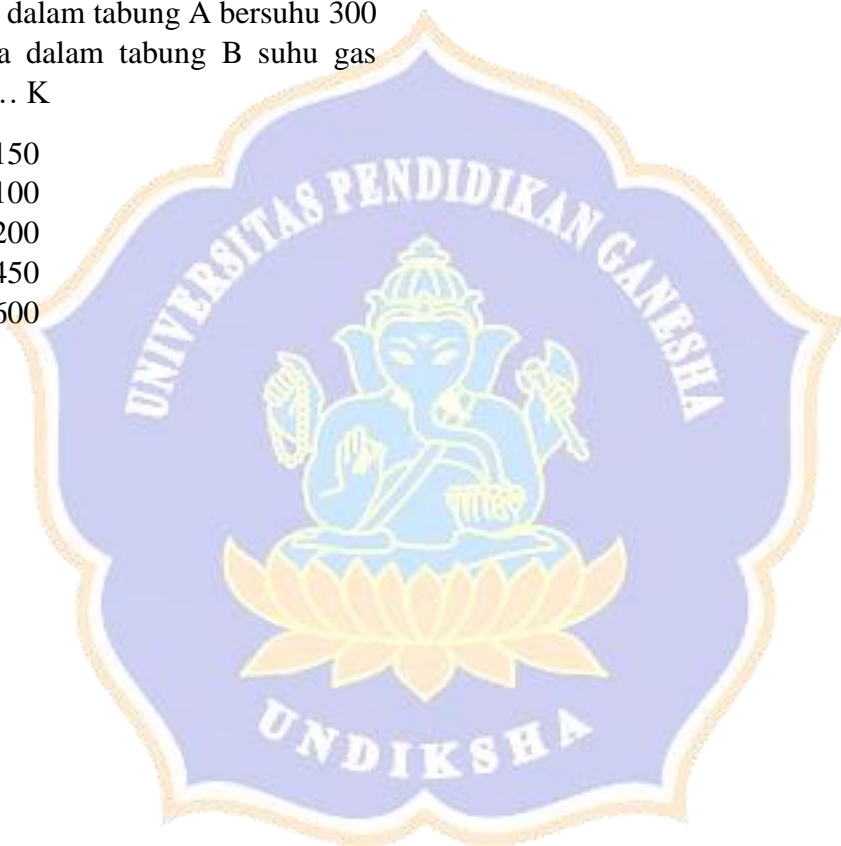 dalam tabung A bersuhu 300
dalam tabung B suhu gas
.. K
150
100
200
450
600
UNIVERSITAS PENDIDIKAN GANESHA
UNDIKSHA